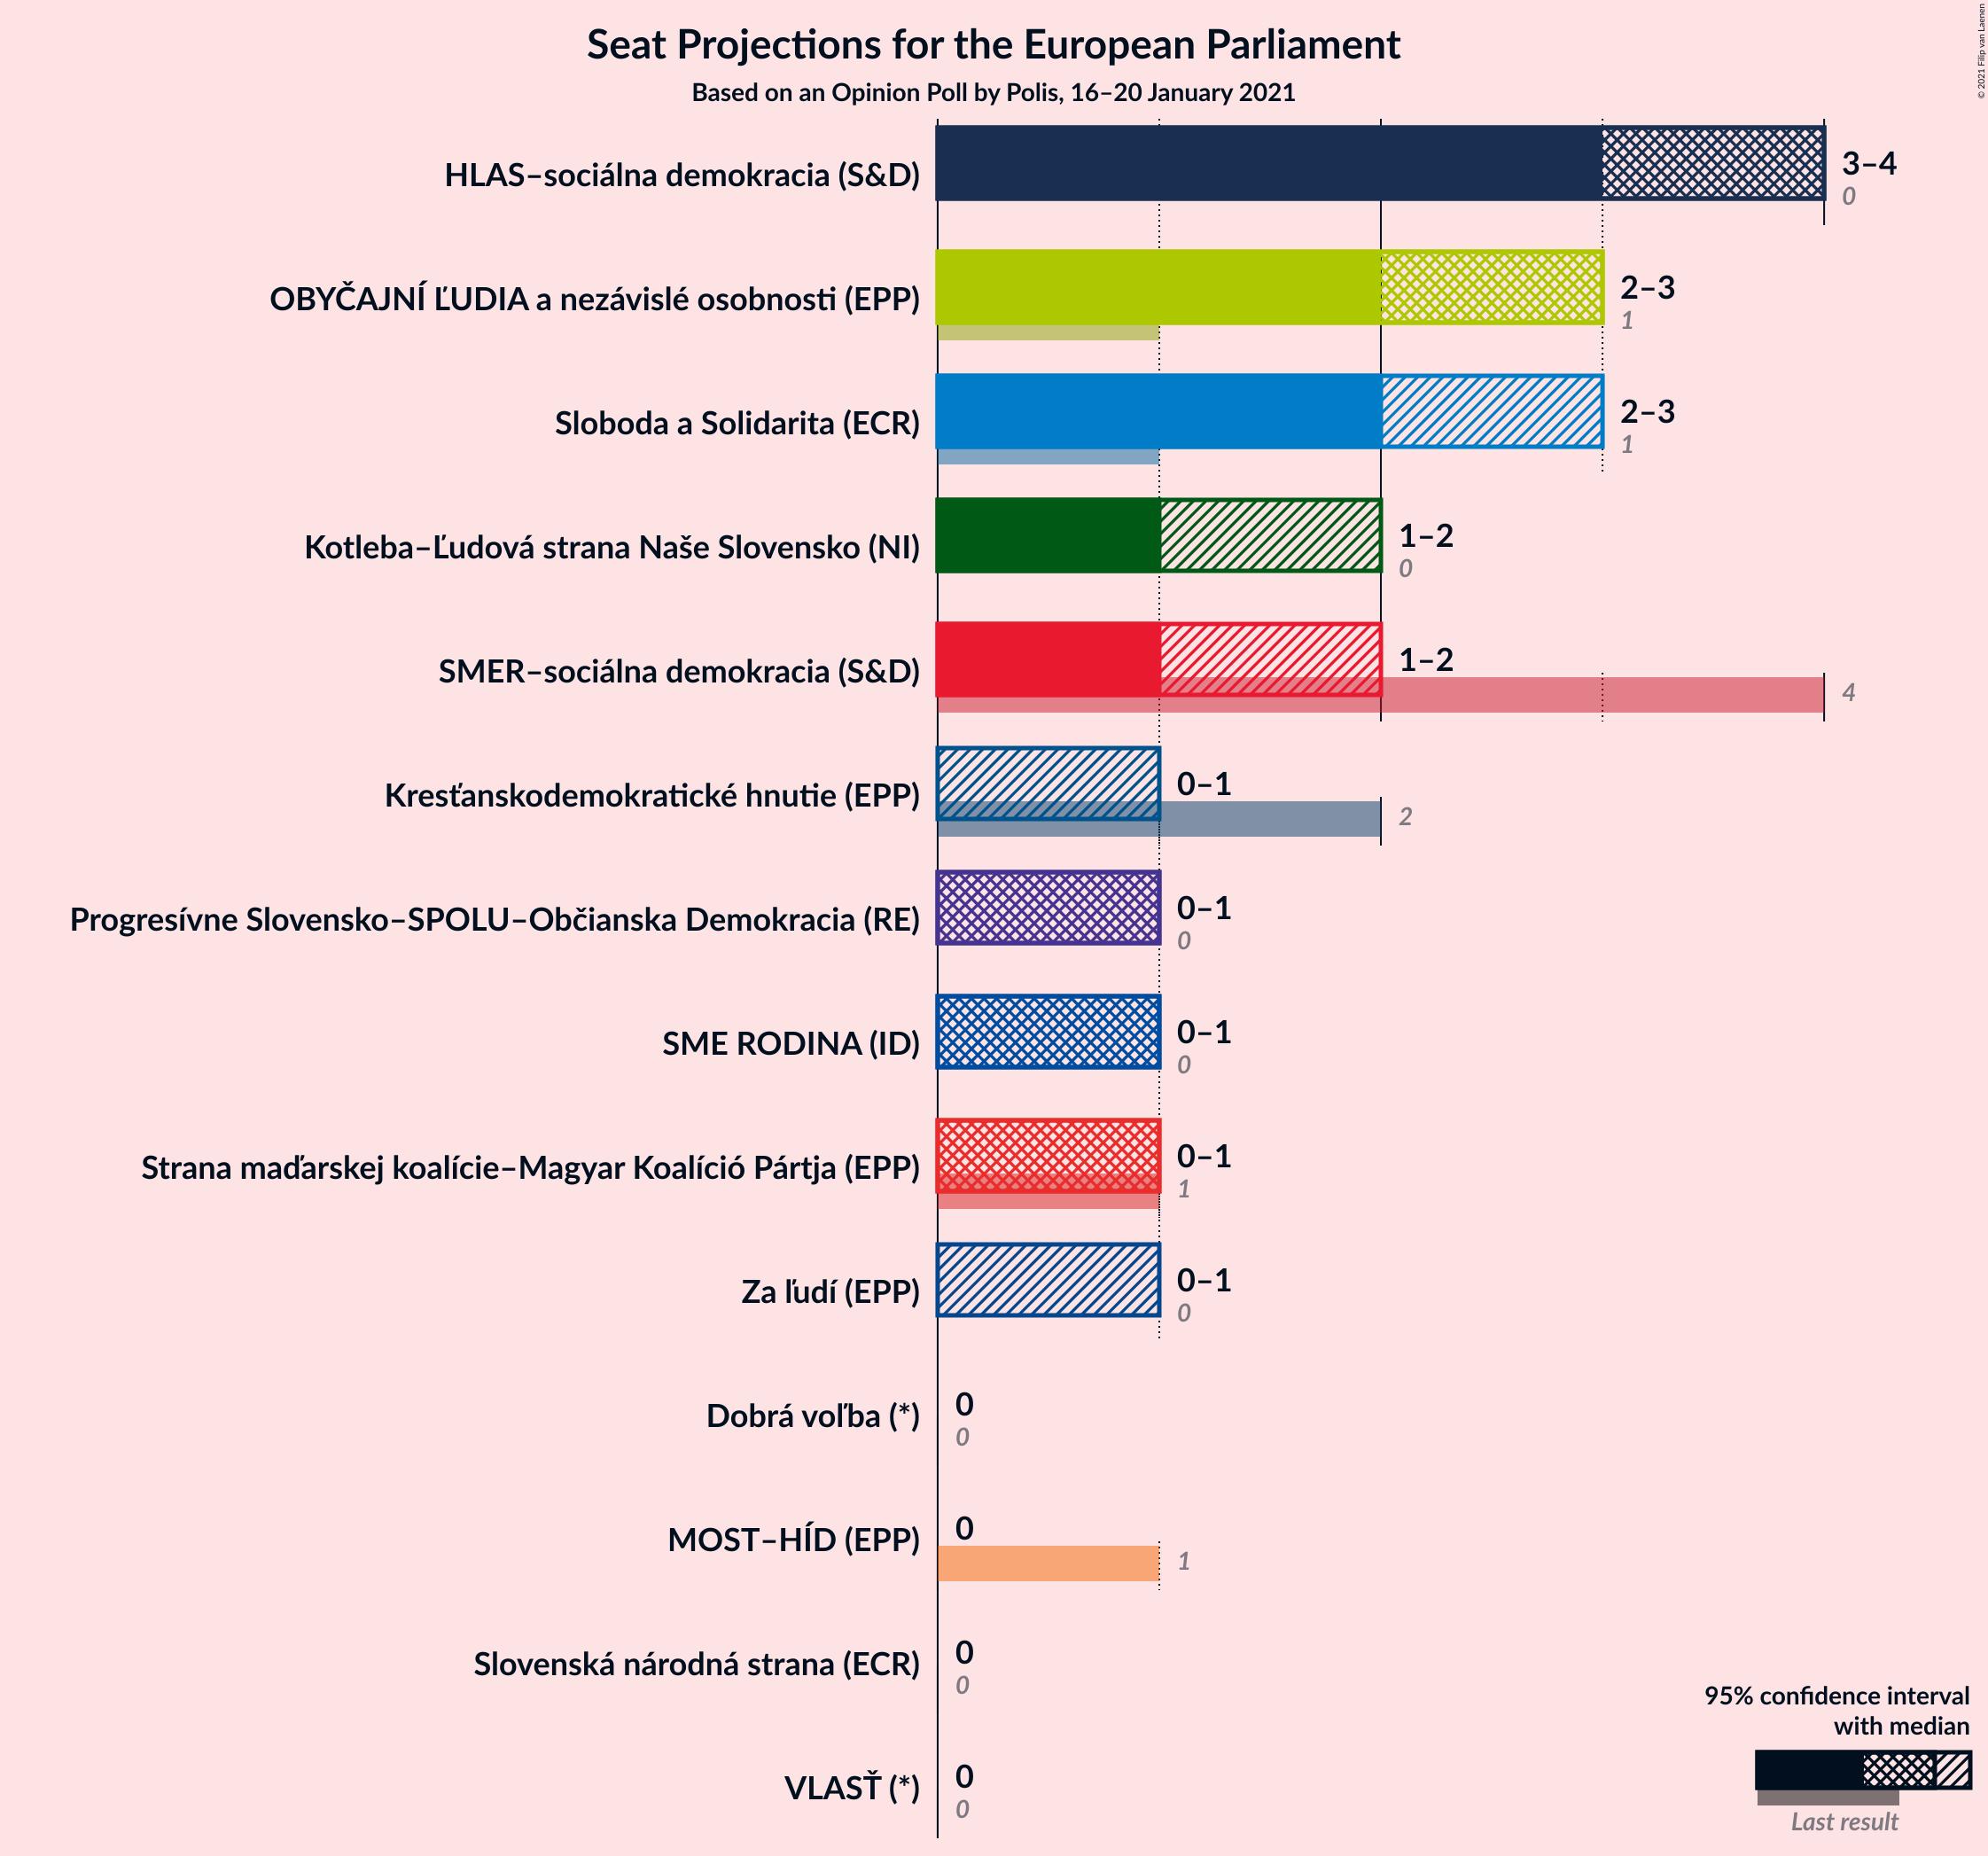 Seat Projections for the European Parliament
Based on an Opinion Poll by Polis, 16–20 January 2021
© 2021 Filip van Laenen
HLAS–sociálna demokracia (S&D)
3–4
0
OBYČAJNÍ ĽUDIA a nezávislé osobnosti (EPP)
2–3
1
Sloboda a Solidarita (ECR)
2–3
1
Kotleba–Ľudová strana Naše Slovensko (NI)
1–2
0
SMER–sociálna demokracia (S&D)
1–2
4
Kresťanskodemokratické hnutie (EPP)
0–1
2
Progresívne Slovensko–SPOLU–Občianska Demokracia (RE)
0–1
0
SME RODINA (ID)
0–1
0
Strana maďarskej koalície–Magyar Koalíció Pártja (EPP)
0–1
1
Za ľudí (EPP)
0–1
0
Dobrá voľba (*)
0
0
MOST–HÍD (EPP)
0
1
Slovenská národná strana (ECR)
0
0
VLASŤ (*)
0
0
95% confidence interval
with median
Last result